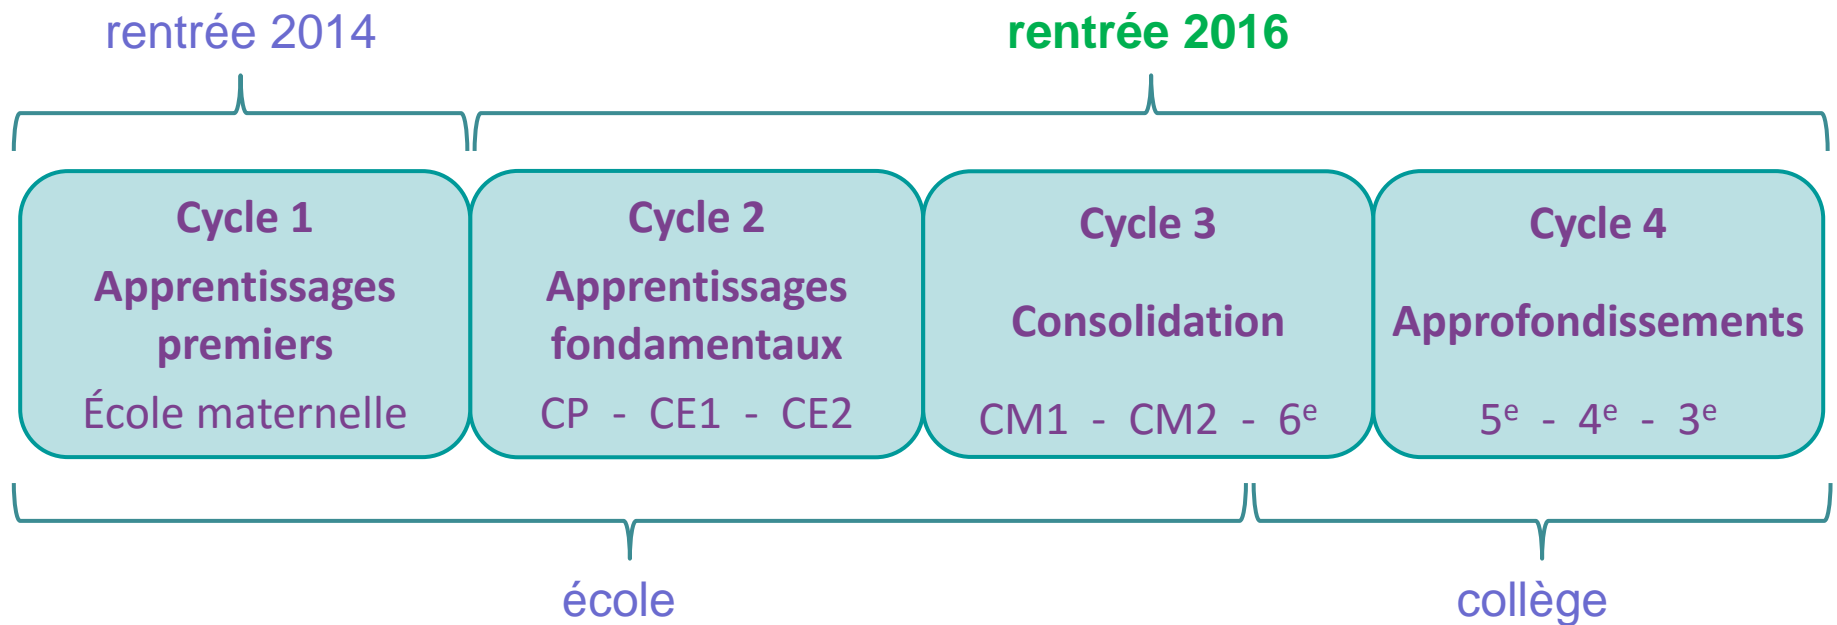 rentrée 2014
rentrée 2016
Cycle 1
Apprentissages
premiers
École maternelle
Cycle 2
Apprentissages
fondamentaux
CP - CE1 - CE2
Cycle 3
Consolidation
CM1 - CM2 - 6e
Cycle 4
Approfondissements
5e - 4e - 3e
école
collège